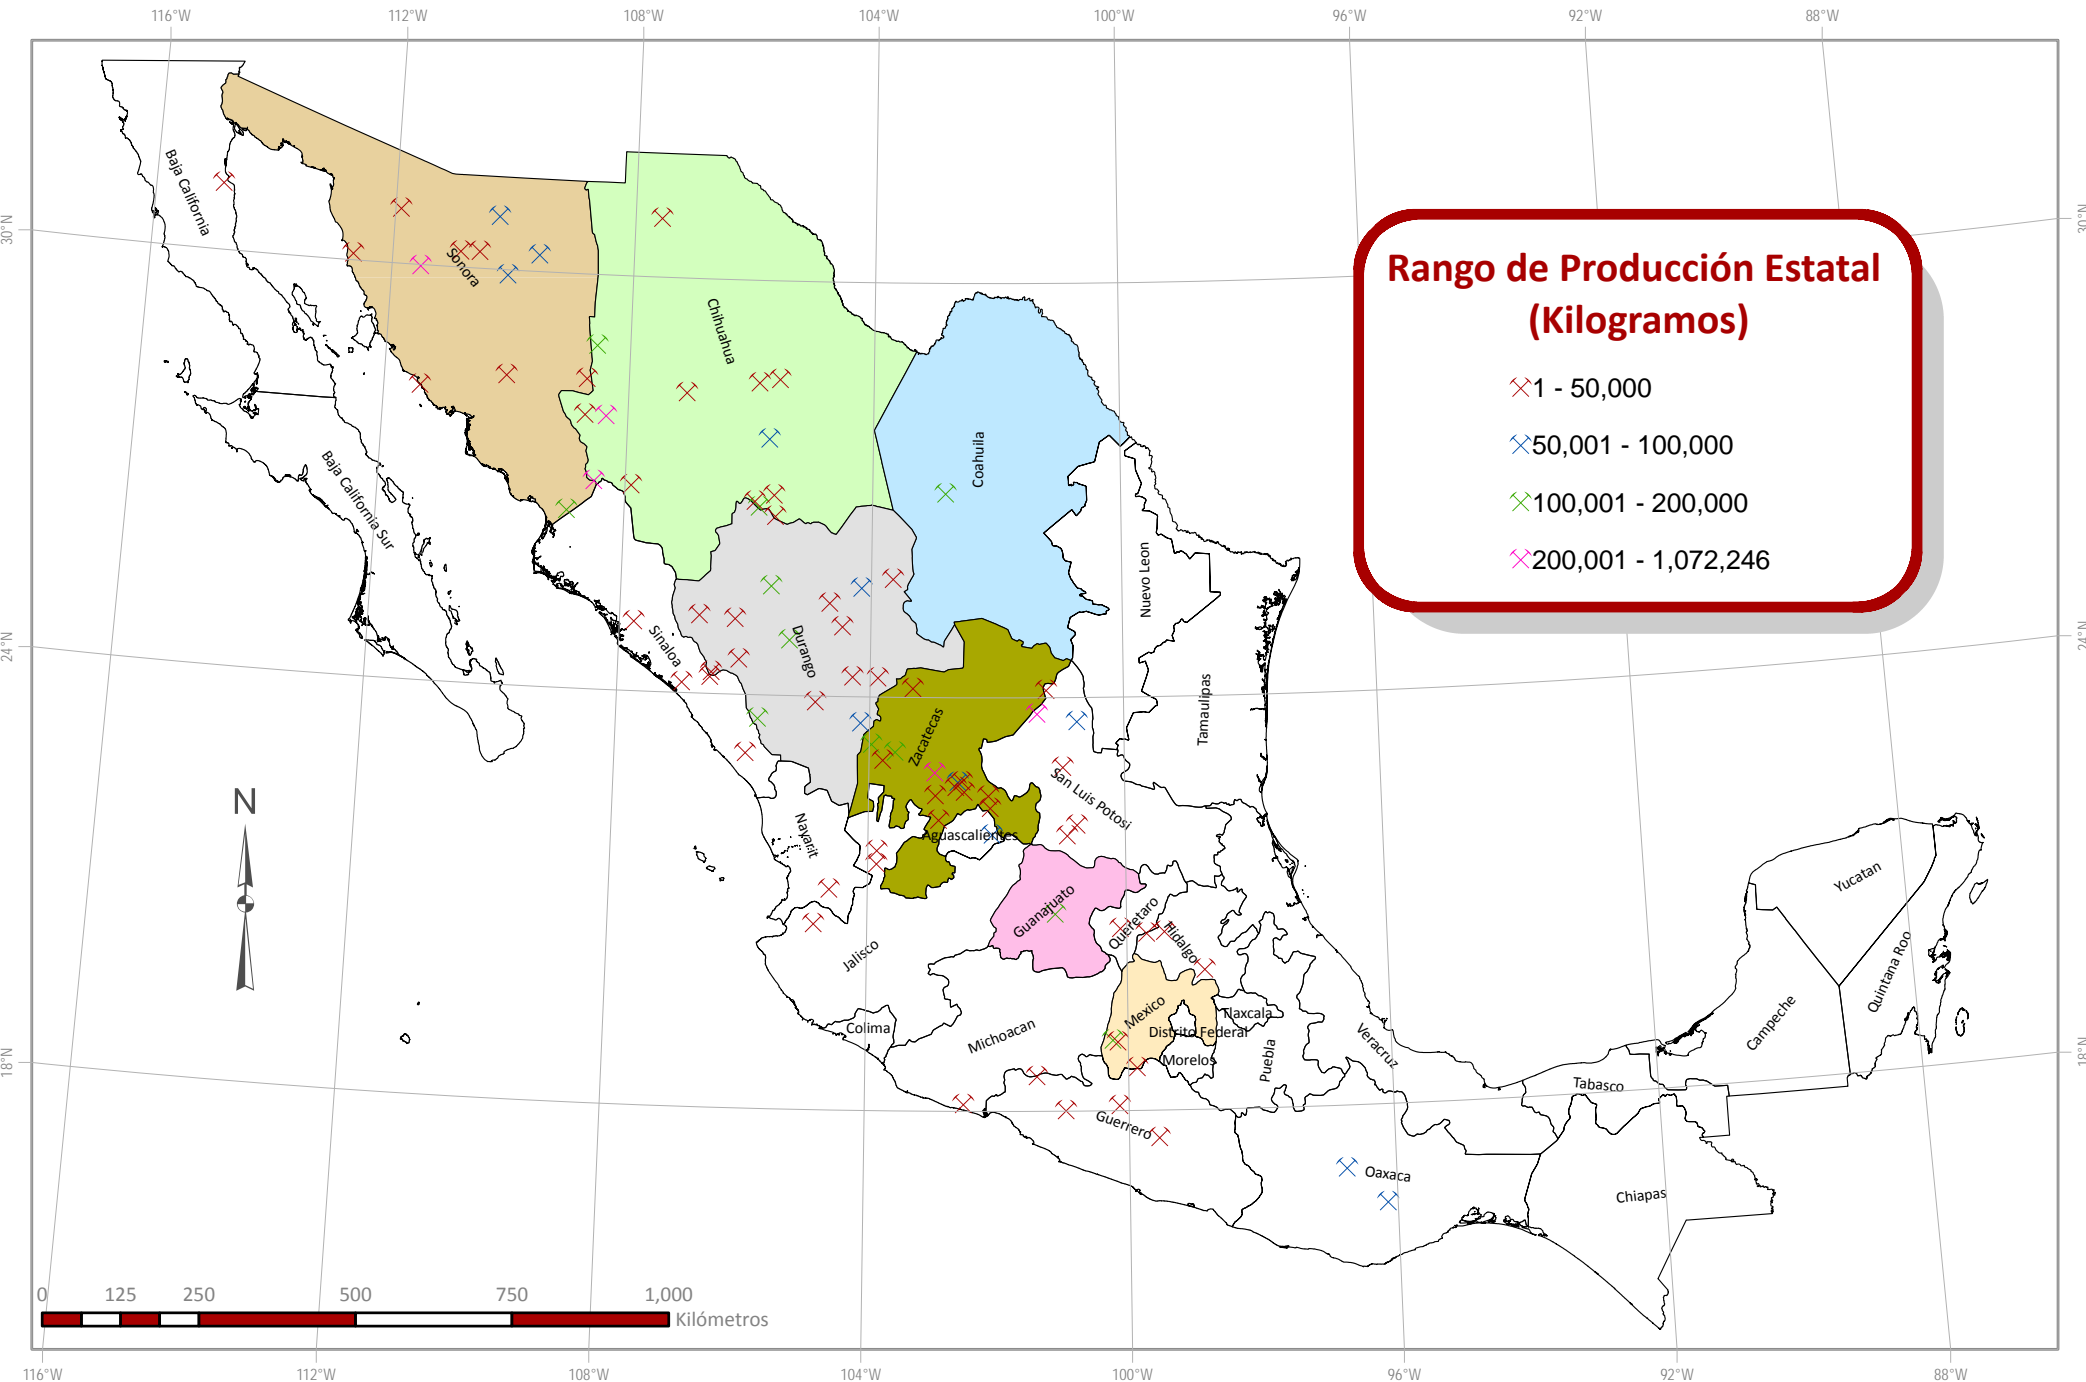 116°W 112°W 108°W 104°W 100°W 96°W 92°W 88°W
30°N
30°N
24°N
24°N
18°N
18°N
Rango de Producción Estatal
(Kilogramos)
1 - 50,000
50,001 - 100,000
100,001 - 200,000
200,001 - 1,072,246
Baja California
Sonora
Chihuahua
Coahuila
Baja California Sur
Nuevo Leon
Sinaloa
Durango
Zacatecas
Tamaulipas
San Luis Potosi
Nayarit
Aguascalientes
Guanajuato
Queretaro
Hidalgo
Jalisco
Yucatan
Quintana Roo
Campeche
Mexico
Tlaxcala
Distrito Federal
Colima
Michoacan
Morelos
Puebla
Veracruz
Tabasco
Guerrero
Oaxaca
Chiapas
N
0 125 250 500 750 1,000
Kilómetros
116°W 112°W 108°W 104°W 100°W 96°W 92°W 88°W